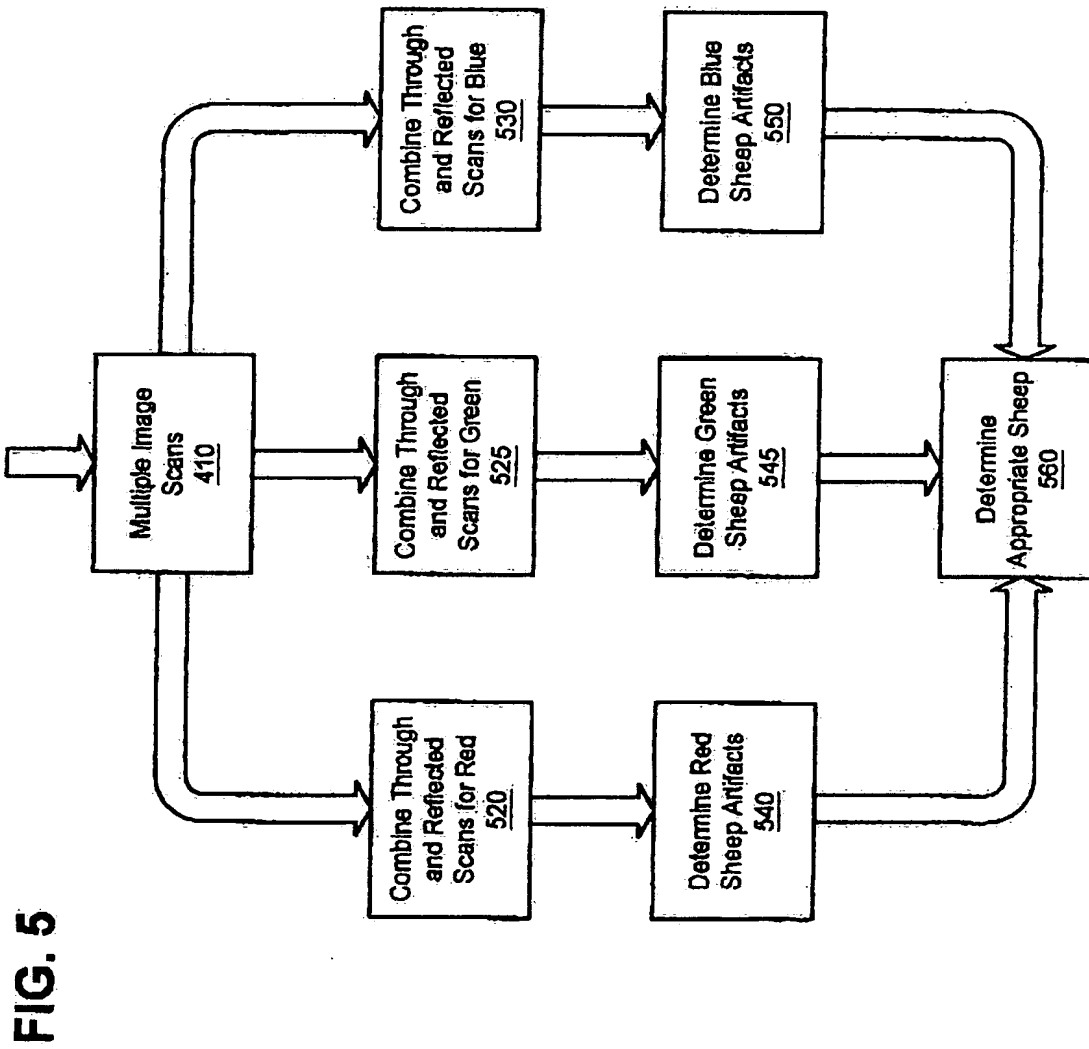 FIG. 5
Multiple Image
Scans
410
Combine Through
and Reflected
Scans for Red
520
Combine Through
and Reflected
Scans for Green
525
Combine Through
and Reflected
Scans for Blue
530
Determine Red
Sheep Artifacts
540
Determine Green
Sheep Artifacts
545
Determine Blue
Sheep Artifacts
550
Determine
Appropriate Sheep
560